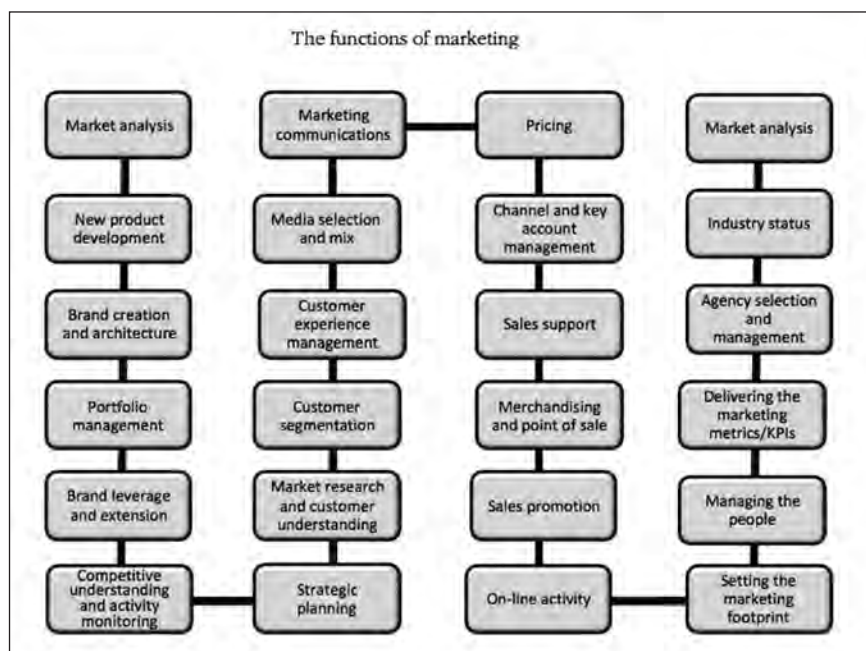 The functions of marketing
Market analysis
New product
development
Brand creation
and architecture
Portfolio
management
Brand leverage
and extension
Competitive
understanding
and activity
monitoring
Marketing
communications
Media selection
and mix
Customer
experience
management
Customer
segmentation
Market research
and customer
understanding
Strategic
planning
Pricing
Channel and key
account
management
Sales support
Merchandising
and point of sale
Sales promotion
On-line activity
Market analysis
Industry status
Agency selection
and
management
Delivering the
marketing
metrics/KPIs
Managing the
people
Setting the
marketing
footprint